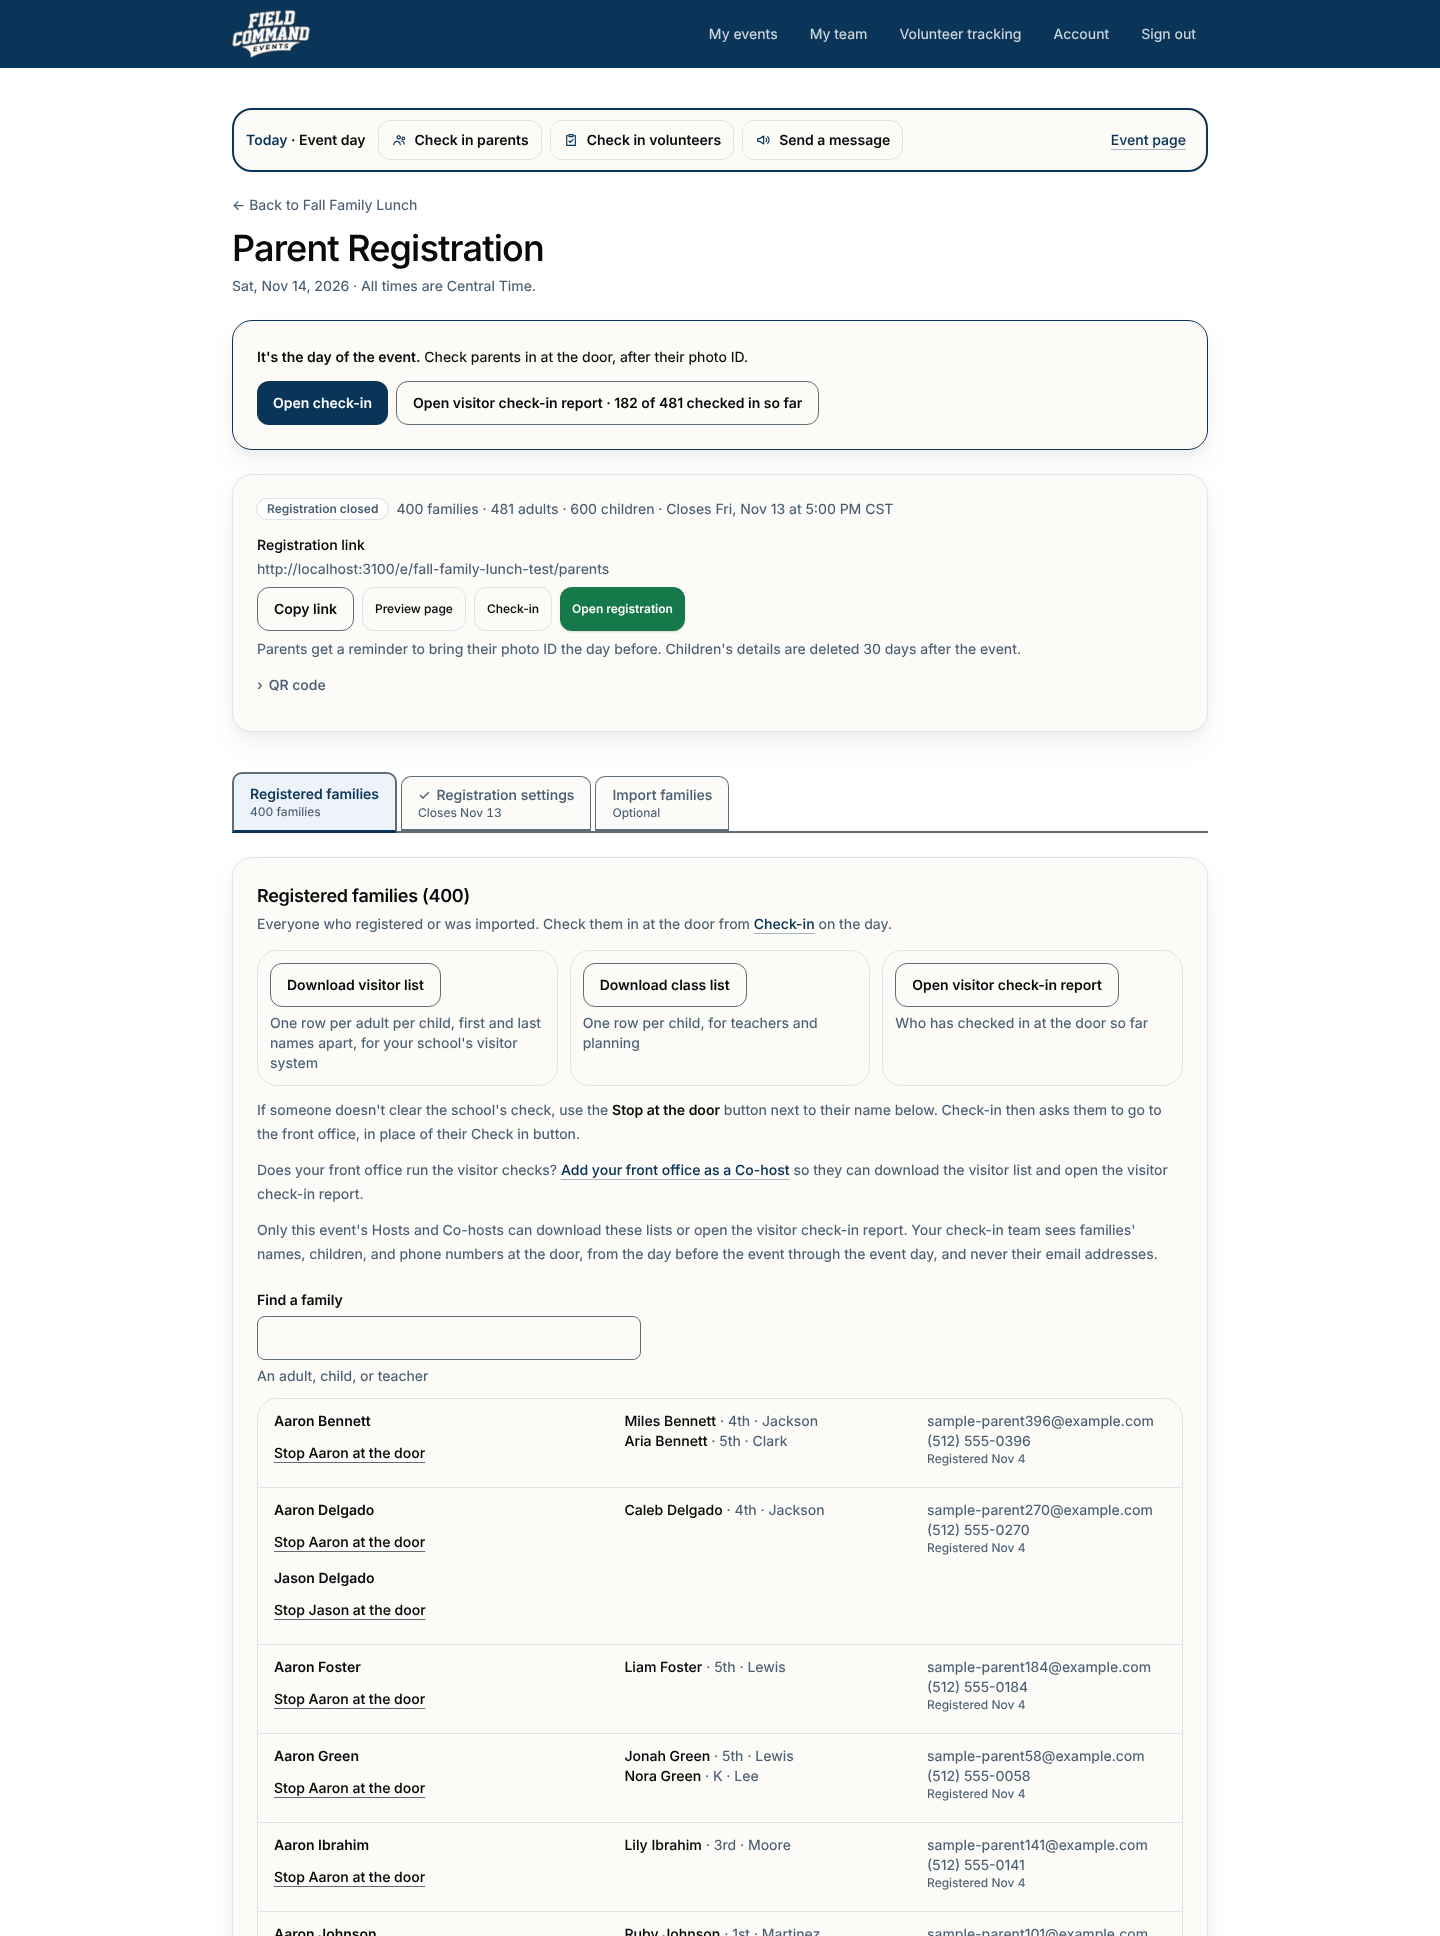 FIELD
COMMAND
EVENTS
My events
My team
Volunteer tracking
Account
Sign out
Today · Event day
Check in parents
Check in volunteers
Send a message
Event page
← Back to Fall Family Lunch
Parent Registration
Sat, Nov 14, 2026 · All times are Central Time.
It's the day of the event. Check parents in at the door, after their photo ID.
Open check-in
Open visitor check-in report · 182 of 481 checked in so far
Registration closed
400 families · 481 adults · 600 children · Closes Fri, Nov 13 at 5:00 PM CST
Registration link
http://localhost:3100/e/fall-family-lunch-test/parents
Copy link
Preview page
Check-in
Open registration
Parents get a reminder to bring their photo ID the day before. Children's details are deleted 30 days after the event.
› QR code
Registered families
400 families
✓ Registration settings
Closes Nov 13
Import families
Optional
Registered families (400)
Everyone who registered or was imported. Check them in at the door from Check-in on the day.
Download visitor list
One row per adult per child, first and last
names apart, for your school's visitor
system
Download class list
One row per child, for teachers and
planning
Open visitor check-in report
Who has checked in at the door so far
If someone doesn't clear the school's check, use the Stop at the door button next to their name below. Check-in then asks them to go to
the front office, in place of their Check in button.
Does your front office run the visitor checks? Add your front office as a Co-host so they can download the visitor list and open the visitor
check-in report.
Only this event's Hosts and Co-hosts can download these lists or open the visitor check-in report. Your check-in team sees families'
names, children, and phone numbers at the door, from the day before the event through the event day, and never their email addresses.
Find a family
An adult, child, or teacher
Aaron Bennett
Stop Aaron at the door
Miles Bennett · 4th · Jackson
Aria Bennett · 5th · Clark
sample-parent396@example.com
(512) 555-0396
Registered Nov 4
Aaron Delgado
Stop Aaron at the door
Jason Delgado
Stop Jason at the door
Caleb Delgado · 4th · Jackson
sample-parent270@example.com
(512) 555-0270
Registered Nov 4
Aaron Foster
Stop Aaron at the door
Liam Foster · 5th · Lewis
sample-parent184@example.com
(512) 555-0184
Registered Nov 4
Aaron Green
Stop Aaron at the door
Jonah Green · 5th · Lewis
Nora Green · K · Lee
sample-parent58@example.com
(512) 555-0058
Registered Nov 4
Aaron Ibrahim
Stop Aaron at the door
Lily Ibrahim · 3rd · Moore
sample-parent141@example.com
(512) 555-0141
Registered Nov 4
Aaron Johnson
Ruby Johnson · 1st · Martinez
sample-parent101@example.com